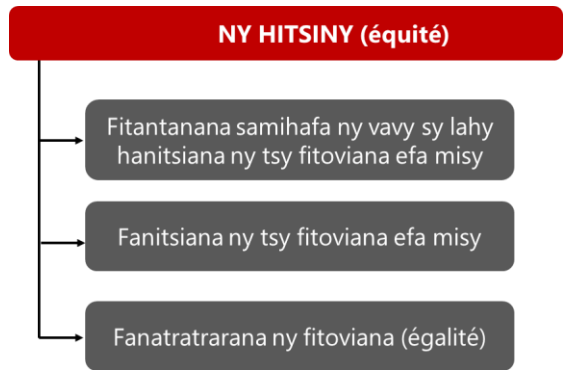 NY HITSINY (équité)
Fitantanana samihafa ny vavy sy lahy
hanitsiana ny tsy fitoviana efa misy
Fanitsiana ny tsy fitoviana efa misy
Fanatratrarana ny fitoviana (égalité)